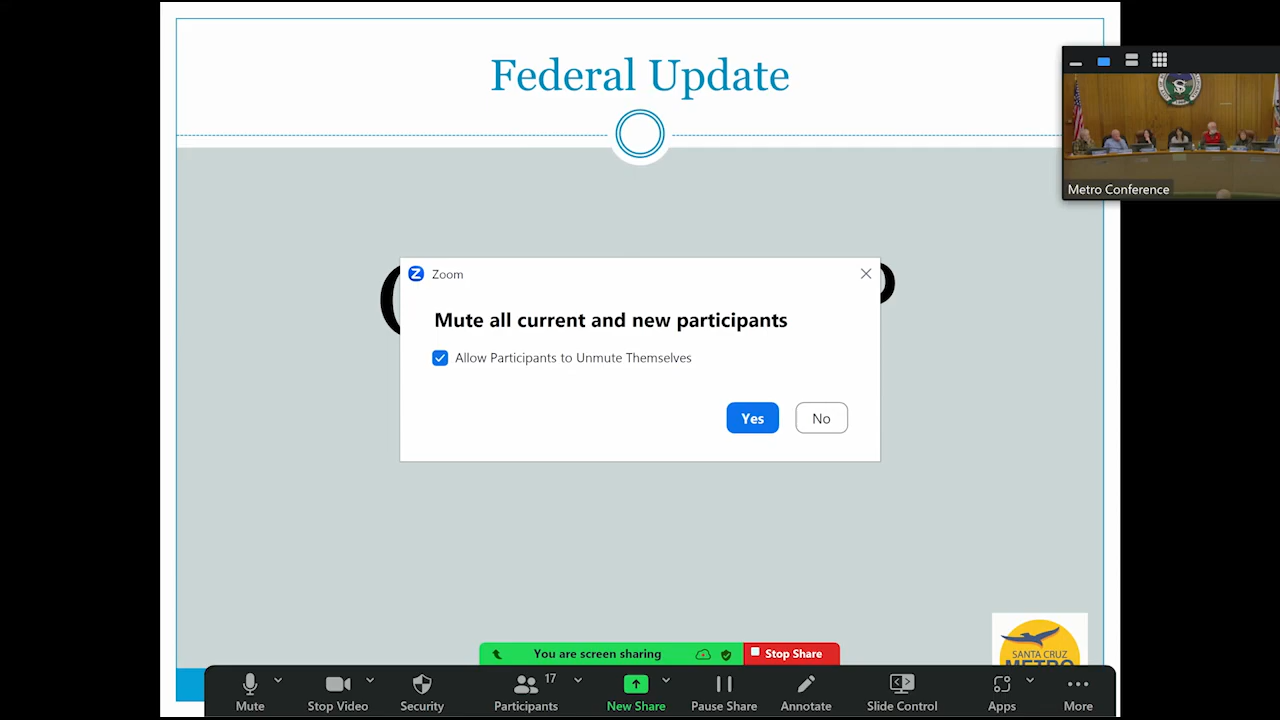 Federal Update
Metro Conference
Zoom
Mute all current and new participants
Allow Participants to Unmute Themselves
Yes
No
SANTA CRUZ
METRO
You are screen sharing
Stop Share
Mute
Stop Video
Security
17
Participants
New Share
Pause Share
Annotate
Slide Control
Apps
More